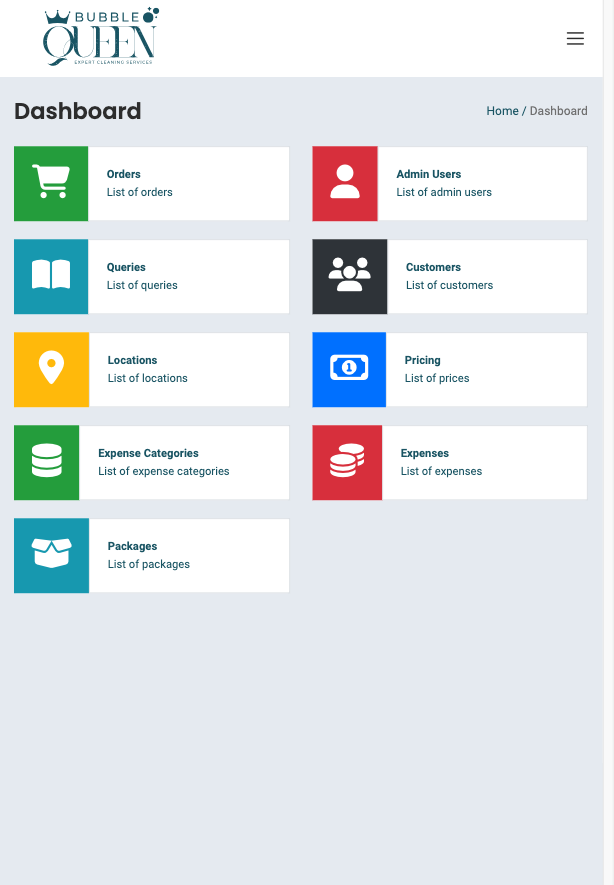 BUBBLE
QUEEN
EXPERT CLEANING SERVICES
Dashboard
Home / Dashboard
Orders
List of orders
Admin Users
List of admin users
Queries
List of queries
Customers
List of customers
Locations
List of locations
1
Pricing
List of prices
Expense Categories
List of expense categories
Expenses
List of expenses
Packages
List of packages